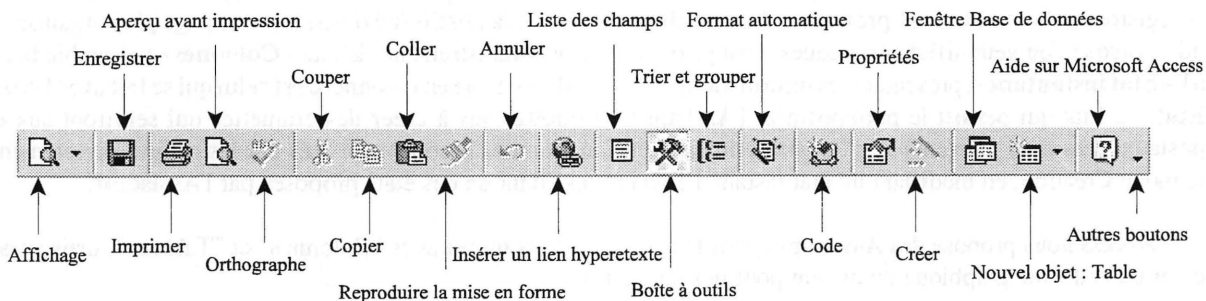 Aperçu avant impression
Liste des champs
Format automatique
Fenêtre Base de données
Enregistrer
Couper
Coller
Annuler
Trier et grouper
Propriétés
Aide sur Microsoft Access
Affichage
Imprimer
Orthographe
Copier
Reproduire la mise en forme
Insérer un lien hyperetexte
Boîte à outils
Code
Créer
Nouvel objet : Table
Autres boutons